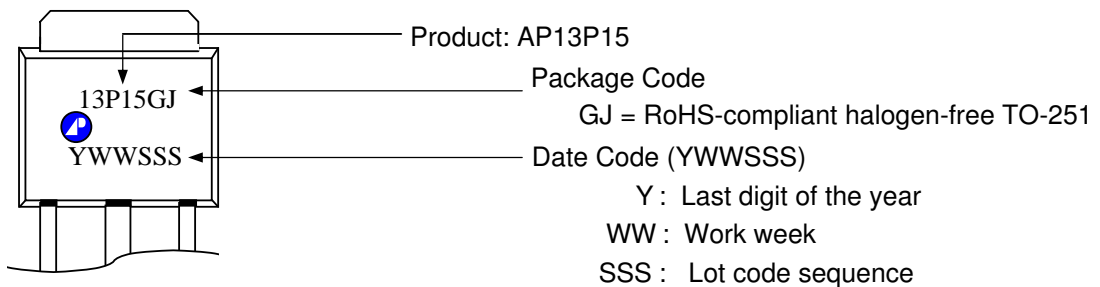 Product: AP13P15
Package Code
13P15GJ
GJ = RoHS-compliant halogen-free TO-251
YWWSSS
Date Code (YWWSSS)
Y : Last digit of the year
WW : Work week
SSS : Lot code sequence